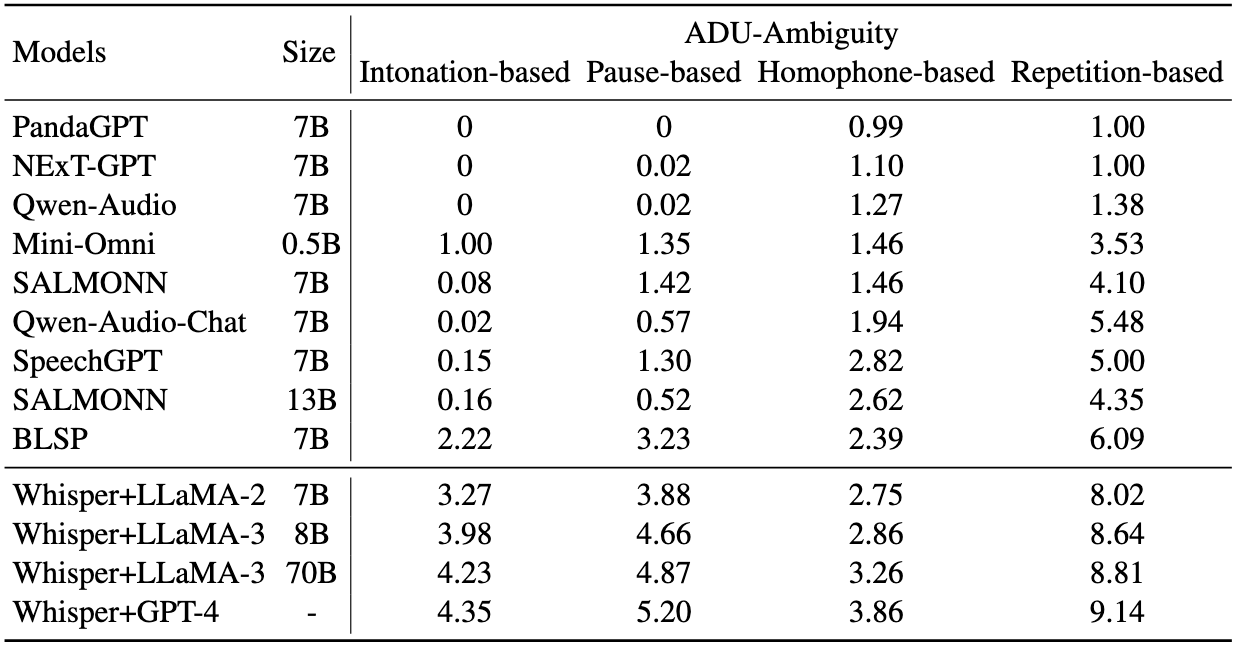 Models Size ADU-Ambiguity
Intonation-based Pause-based Homophone-based Repetition-based
PandaGPT 7B 0 0 0.99 1.00
NExT-GPT 7B 0 0.02 1.10 1.00
Qwen-Audio 7B 0 0.02 1.27 1.38
Mini-Omni 0.5B 1.00 1.35 1.46 3.53
SALMONN 7B 0.08 1.42 1.46 4.10
Qwen-Audio-Chat 7B 0.02 0.57 1.94 5.48
SpeechGPT 7B 0.15 1.30 2.82 5.00
SALMONN 13B 0.16 0.52 2.62 4.35
BLSP 7B 2.22 3.23 2.39 6.09
Whisper+LLaMA-2 7B 3.27 3.88 2.75 8.02
Whisper+LLaMA-3 8B 3.98 4.66 2.86 8.64
Whisper+LLaMA-3 70B 4.23 4.87 3.26 8.81
Whisper+GPT-4 - 4.35 5.20 3.86 9.14